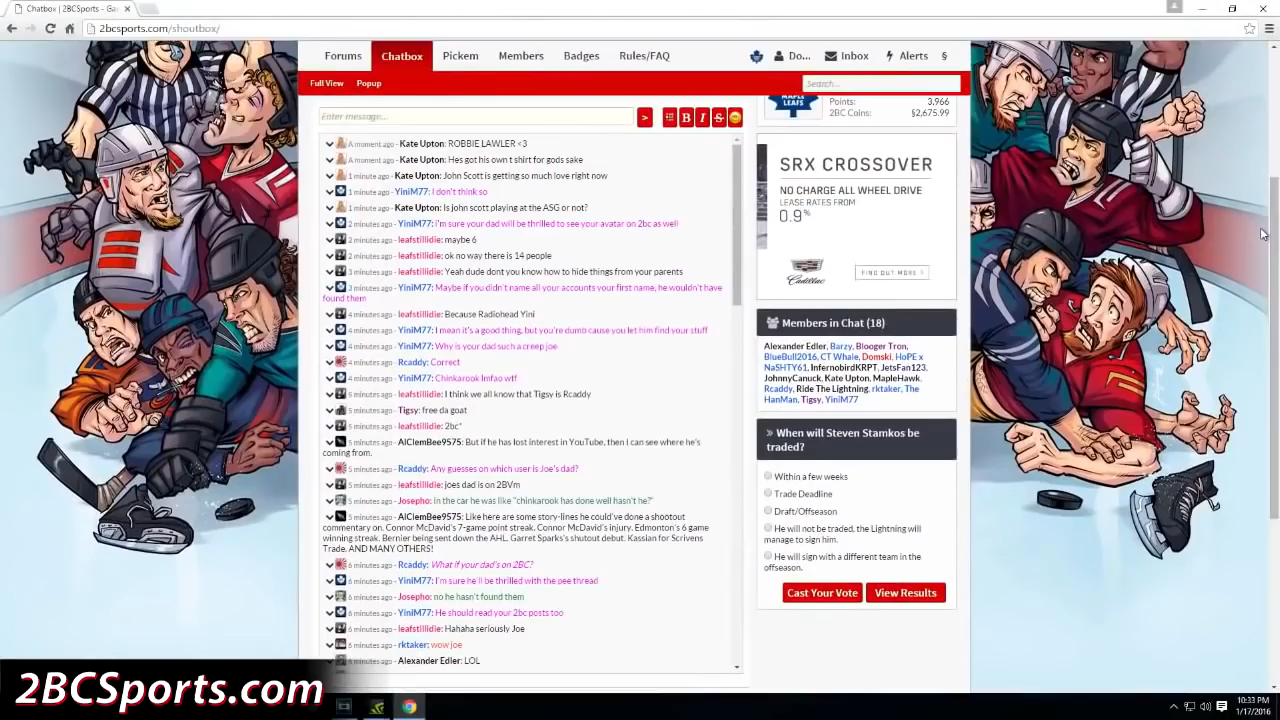 Chatbox | 2BCSports - Ga
2bcsports.com/shoutbox/
Forums Chatbox Pickem Members Badges Rules/FAQ Do... Inbox Alerts §
Full View Popup Search...
MAPLE LEAFS
Points: 3,966
2BC Coins: $2,675.99
Enter message... > B I S
A moment ago - Kate Upton: ROBBIE LAWLER <3
A moment ago - Kate Upton: Hes got his own t shirt for gods sake
1 minute ago - Kate Upton: John Scott is getting so much love right now
1 minute ago - YiniM77: I don't think so
1 minute ago - Kate Upton: Is john scott playing at the ASG or not?
2 minutes ago - YiniM77: i'm sure your dad will be thrilled to see your avatar on 2bc as well
2 minutes ago - leafstillidie: maybe 6
2 minutes ago - leafstillidie: ok no way there is 14 people
3 minutes ago - leafstillidie: Yeah dude dont you know how to hide things from your parents
3 minutes ago - YiniM77: Maybe if you didn't name all your accounts your first name, he wouldn't have
found them
4 minutes ago - leafstillidie: Because Radiohead Yini
4 minutes ago - YiniM77: I mean it's a good thing, but you're dumb cause you let him find your stuff
4 minutes ago - YiniM77: Why is your dad such a creep joe
4 minutes ago - Rcaddy: Correct
4 minutes ago - YiniM77: Chinkarook lmfao wtf
5 minutes ago - leafstillidie: I think we all know that Tigsy is Rcaddy
5 minutes ago - Tigsy: free da goat
5 minutes ago - leafstillidie: 2bc*
5 minutes ago - AlClemBee9575: But if he has lost interest in YouTube, then I can see where he's
coming from.
5 minutes ago - Rcaddy: Any guesses on which user is Joe's dad?
5 minutes ago - leafstillidie: joes dad is on 2BVm
5 minutes ago - Josepho: in the car he was like "chinkarook has done well hasn't he?"
5 minutes ago - AlClemBee9575: Like here are some story-lines he could've done a shootout
commentary on. Connor McDavid's 7-game point streak. Connor McDavid's injury. Edmonton's 6 game
winning streak. Bernier being sent down the AHL. Garret Sparks's shutout debut. Kassian for Scrivens
Trade. AND MANY OTHERS!
6 minutes ago - Rcaddy: What if your dad's on 2BC?
6 minutes ago - YiniM77: I'm sure he'll be thrilled with the pee thread
6 minutes ago - Josepho: no he hasn't found them
6 minutes ago - YiniM77: He should read your 2bc posts too
6 minutes ago - leafstillidie: Hahaha seriously Joe
6 minutes ago - rktaker: wow joe
minutes ago - Alexander Edler: LOL
SRX CROSSOVER
NO CHARGE ALL WHEEL DRIVE
LEASE RATES FROM
0.9%
Cadillac FIND OUT MORE >
Members in Chat (18)
Alexander Edler, Barzy, Blooger Tron,
BlueBull2016, CT Whale, Domski, HoPE x
NaSHTY61, InfernobirdKRPT, JetsFan123,
JohnnyCanuck, Kate Upton, MapleHawk,
Rcaddy, Ride The Lightning, rktaker, The
HanMan, Tigsy, YiniM77
» When will Steven Stamkos be
traded?
Within a few weeks
Trade Deadline
Draft/Offseason
He will not be traded, the Lightning will
manage to sign him.
He will sign with a different team in the
offseason.
Cast Your Vote View Results
2BCSports.com
10:33 PM
1/17/2016